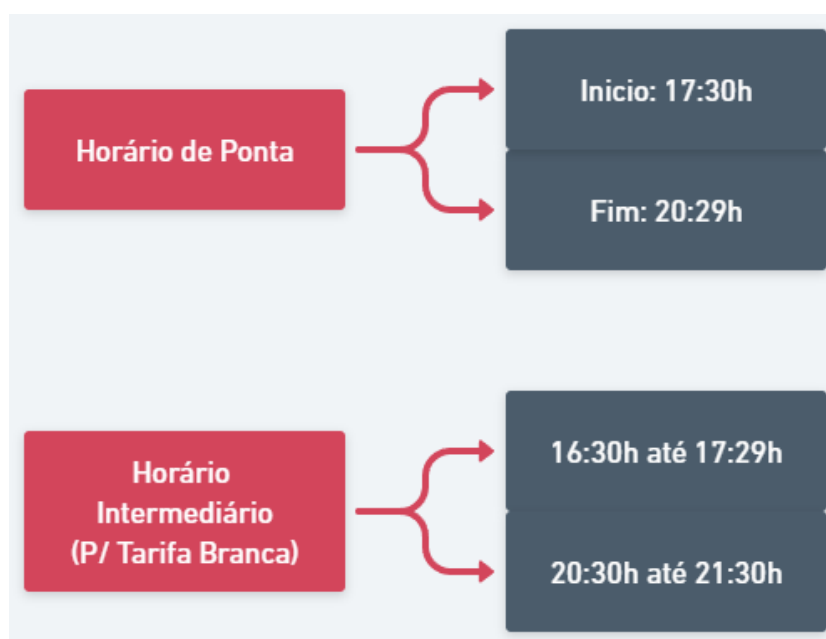 Horário de Ponta
Inicio: 17:30h
Fim: 20:29h
Horário
Intermediário
(P/ Tarifa Branca)
16:30h até 17:29h
20:30h até 21:30h